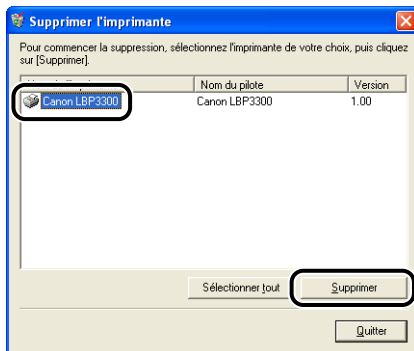 Supprimer l'imprimante
Pour commencer la suppression, sélectionnez l'imprimante de votre choix, puis cliquez
sur [Supprimer].
Nom du pilote Version
Canon LBP3300 Canon LBP3300 1.00
Sélectionner tout Supprimer
Quitter